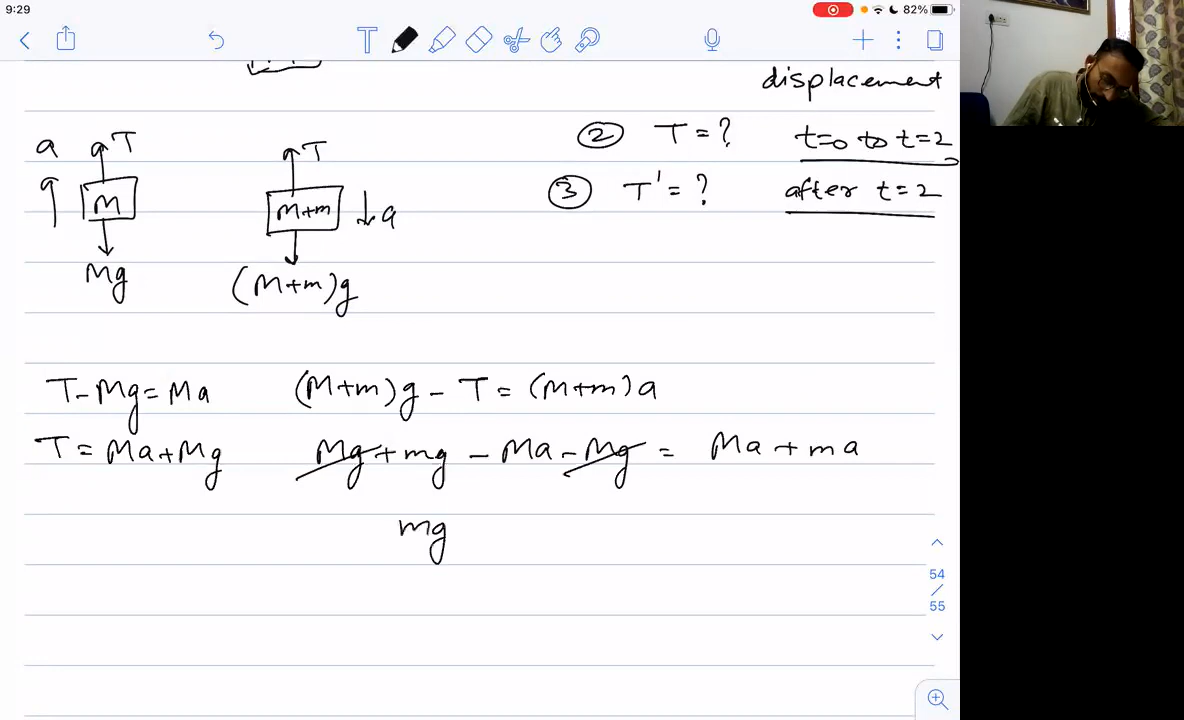 9:29 82%
displacement
② T = ? t=0 to t=2
③ T' = ? after t=2
a T T
M M+m a
Mg (M+m)g
T-Mg=Ma (M+m)g - T = (M+m)a
T = Ma+Mg Mg+mg - Ma-Mg = Ma+ma
mg
54
/
55